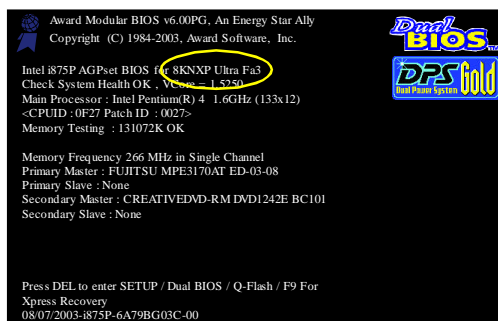 Award Modular BIOS v6.00PG, An Energy Star Ally
Copyright (C) 1984-2003, Award Software, Inc.
Dual
BIOS
Intel i875P AGPset BIOS for 8KNXP Ultra Fa3
Check System Health OK , VCore = 1.5250
Main Processor : Intel Pentium(R) 4 1.6GHz (133x12)
<CPUID : 0F27 Patch ID : 0027>
Memory Testing : 131072K OK
DPS Gold
Dual Power System
Memory Frequency 266 MHz in Single Channel
Primary Master : FUJITSU MPE3170AT ED-03-08
Primary Slave : None
Secondary Master : CREATIVEDVD-RM DVD1242E BC101
Secondary Slave : None
Press DEL to enter SETUP / Dual BIOS / Q-Flash / F9 For
Xpress Recovery
08/07/2003-i875P-6A79BG03C-00